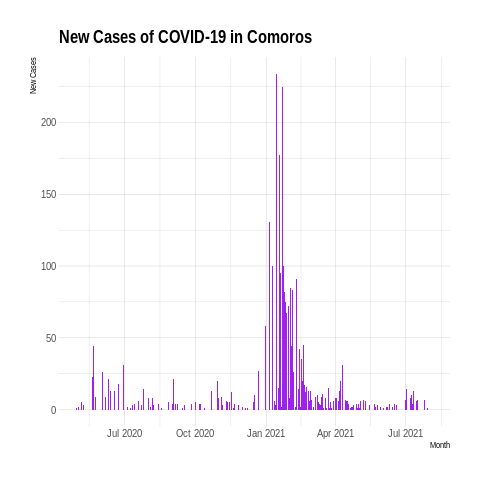 New Cases of COVID-19 in Comoros
New Cases
200
150
100
50
0
Jul 2020 Oct 2020 Jan 2021 Apr 2021 Jul 2021
Month